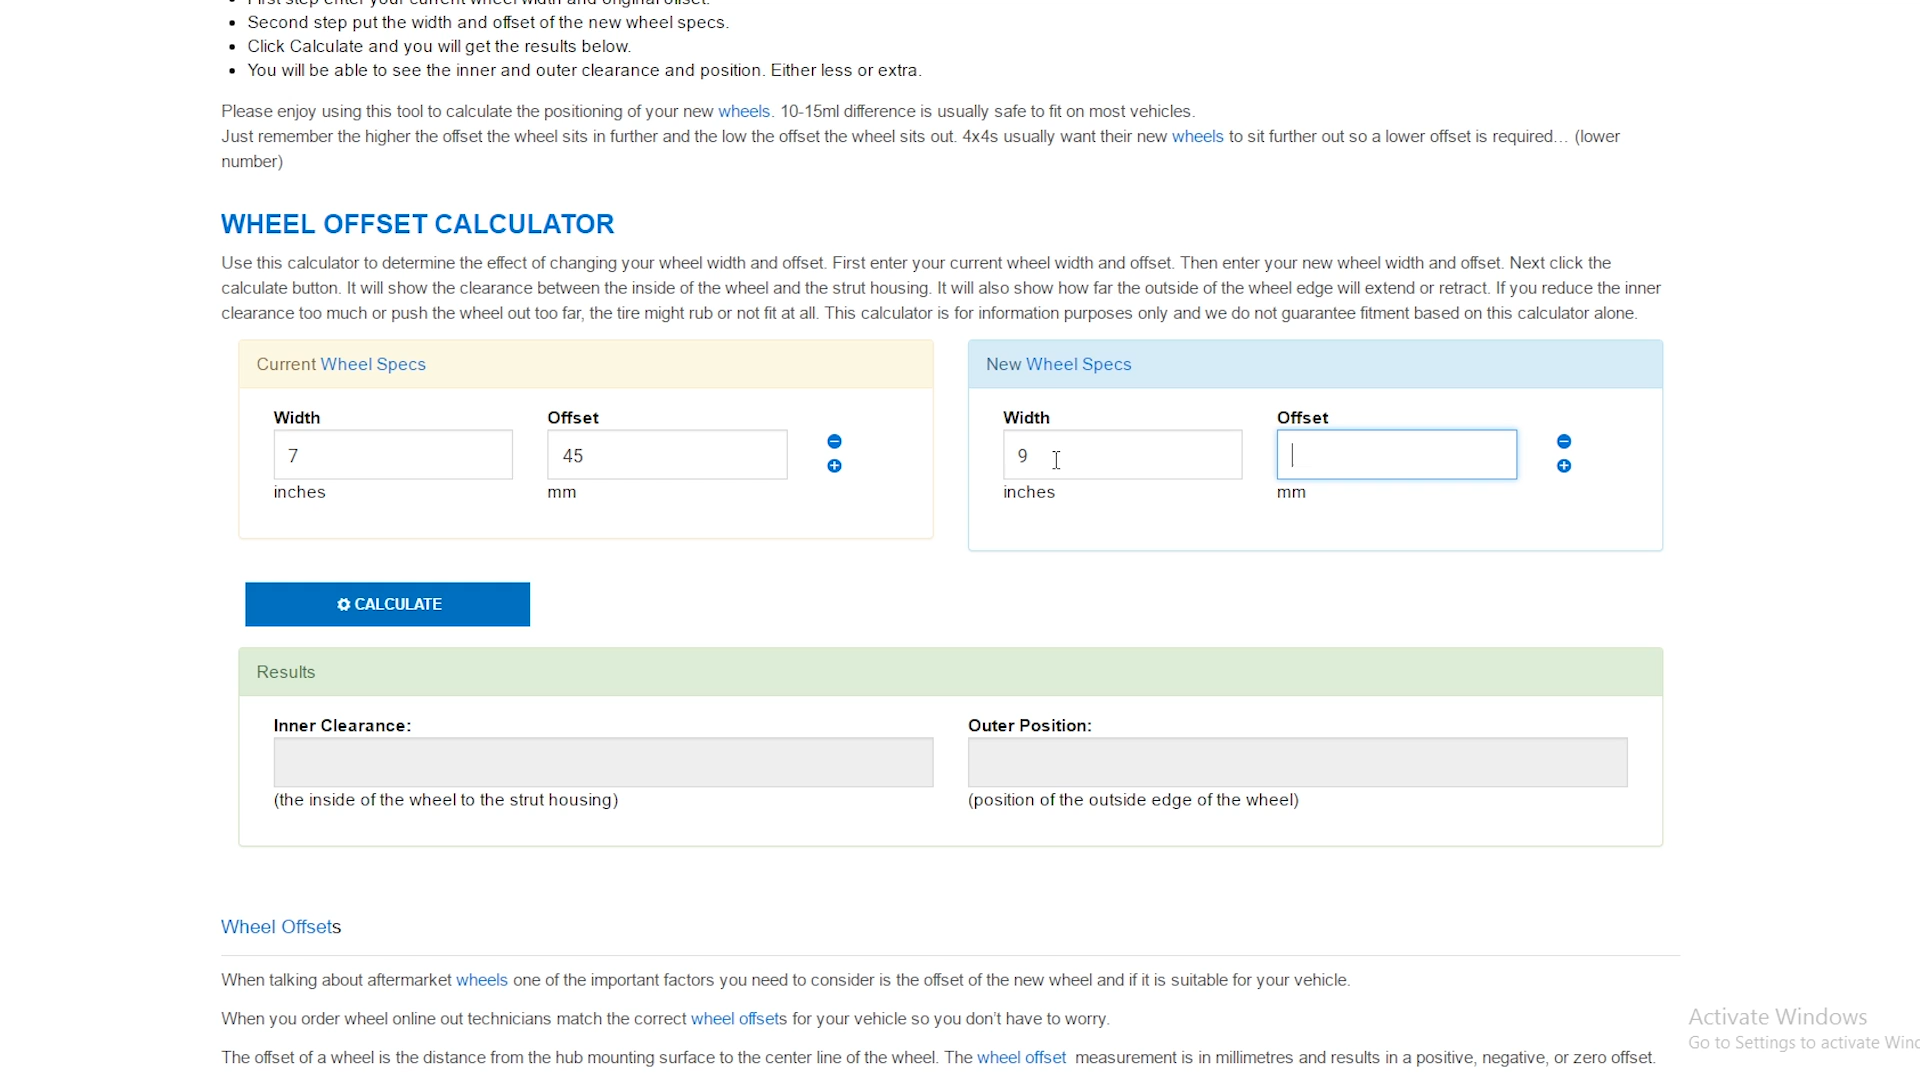 First step enter your current wheel width and original offset.
Second step put the width and offset of the new wheel specs.
Click Calculate and you will get the results below.
You will be able to see the inner and outer clearance and position. Either less or extra.
Please enjoy using this tool to calculate the positioning of your new wheels. 10-15ml difference is usually safe to fit on most vehicles.
Just remember the higher the offset the wheel sits in further and the low the offset the wheel sits out. 4x4s usually want their new wheels to sit further out so a lower offset is required... (lower
number)
WHEEL OFFSET CALCULATOR
Use this calculator to determine the effect of changing your wheel width and offset. First enter your current wheel width and offset. Then enter your new wheel width and offset. Next click the
calculate button. It will show the clearance between the inside of the wheel and the strut housing. It will also show how far the outside of the wheel edge will extend or retract. If you reduce the inner
clearance too much or push the wheel out too far, the tire might rub or not fit at all. This calculator is for information purposes only and we do not guarantee fitment based on this calculator alone.
Current Wheel Specs
Width
Offset
7
45
inches
mm
New Wheel Specs
Width
Offset
9
inches
mm
CALCULATE
Results
Inner Clearance:
(the inside of the wheel to the strut housing)
Outer Position:
(position of the outside edge of the wheel)
Wheel Offsets
When talking about aftermarket wheels one of the important factors you need to consider is the offset of the new wheel and if it is suitable for your vehicle.
When you order wheel online out technicians match the correct wheel offsets for your vehicle so you don't have to worry.
The offset of a wheel is the distance from the hub mounting surface to the center line of the wheel. The wheel offset measurement is in millimetres and results in a positive, negative, or zero offset.
Activate Windows
Go to Settings to activate Wind